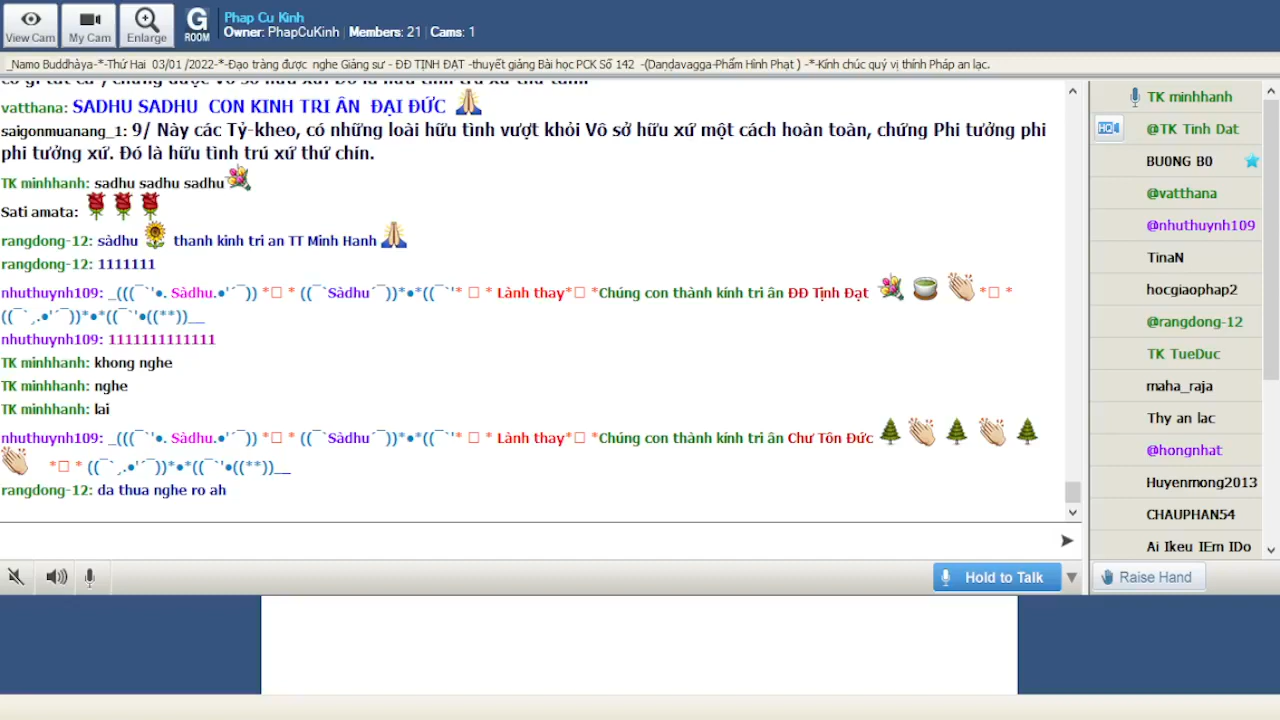 View Cam
My Cam
Enlarge
G
ROOM
Phap Cu Kinh
Owner: PhapCuKinh | Members: 21 | Cams: 1
_Namo Buddhàya-*-Thứ Hai 03/01 /2022-*-Đạo tràng được nghe Giảng sư - ĐĐ TỊNH ĐẠT -thuyết giảng Bài học PCK Số 142 -(Daṇḍavagga-Phẩm Hình Phạt ) -*-Kính chúc quý vị thính Pháp an lạc.
vatthana: SADHU SADHU CON KINH TRI ÂN ĐẠI ĐỨC
saigonmuanang_1: 9/ Này các Tỷ-kheo, có những loài hữu tình vượt khỏi Vô sở hữu xứ một cách hoàn toàn, chứng Phi tưởng phi
phi tưởng xứ. Đó là hữu tình trú xứ thứ chín.
TK minhhanh: sadhu sadhu sadhu
Sati amata:
rangdong-12: sàdhu thanh kinh tri an TT Minh Hanh
rangdong-12: 1111111
nhuthuynh109: _(((¯`'•. Sàdhu.•'´¯)) *□ * ((¯`Sàdhu´¯))*•*((¯`'* □ * Lành thay*□ *Chúng con thành kính tri ân ĐĐ Tịnh Đạt *□ *
((¯`¸.•'´¯))*•*((¯`'•((**))__
nhuthuynh109: 1111111111111
TK minhhanh: khong nghe
TK minhhanh: nghe
TK minhhanh: lai
nhuthuynh109: _(((¯`'•. Sàdhu.•'´¯)) *□ * ((¯`Sàdhu´¯))*•*((¯`'* □ * Lành thay*□ *Chúng con thành kính tri ân Chư Tôn Đức
*□ * ((¯`¸.•'´¯))*•*((¯`'•((**))__
rangdong-12: da thua nghe ro ah
TK minhhanh
HD
@TK Tinh Dat
BU0NG B0
@vatthana
@nhuthuynh109
TinaN
hocgiaophap2
@rangdong-12
TK TueDuc
maha_raja
Thy an lac
@hongnhat
Huyenmong2013
CHAUPHAN54
Ai Ikeu IEm IDo
Hold to Talk
Raise Hand